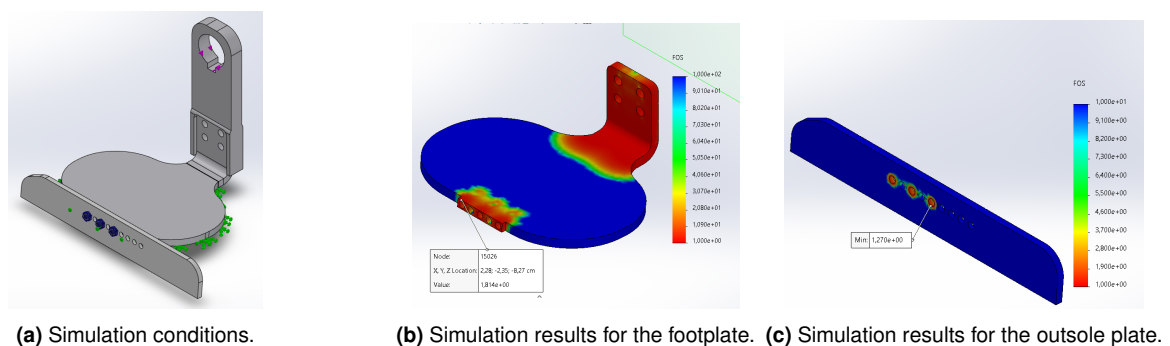 FOS
1,000e+02
9,010e+01
8,020e+01
7,030e+01
6,040e+01
5,050e+01
4,060e+01
3,070e+01
2,080e+01
1,090e+01
1,000e+00
Node: 15026
X, Y, Z Location: 2,28; -2,35; -8,27 cm
Value: 1,814e+00
FOS
1,000e+01
9,100e+00
8,200e+00
7,300e+00
6,400e+00
5,500e+00
4,600e+00
3,700e+00
2,800e+00
1,900e+00
1,000e+00
Min: 1,270e+00
(a) Simulation conditions.
(b) Simulation results for the footplate.
(c) Simulation results for the outsole plate.